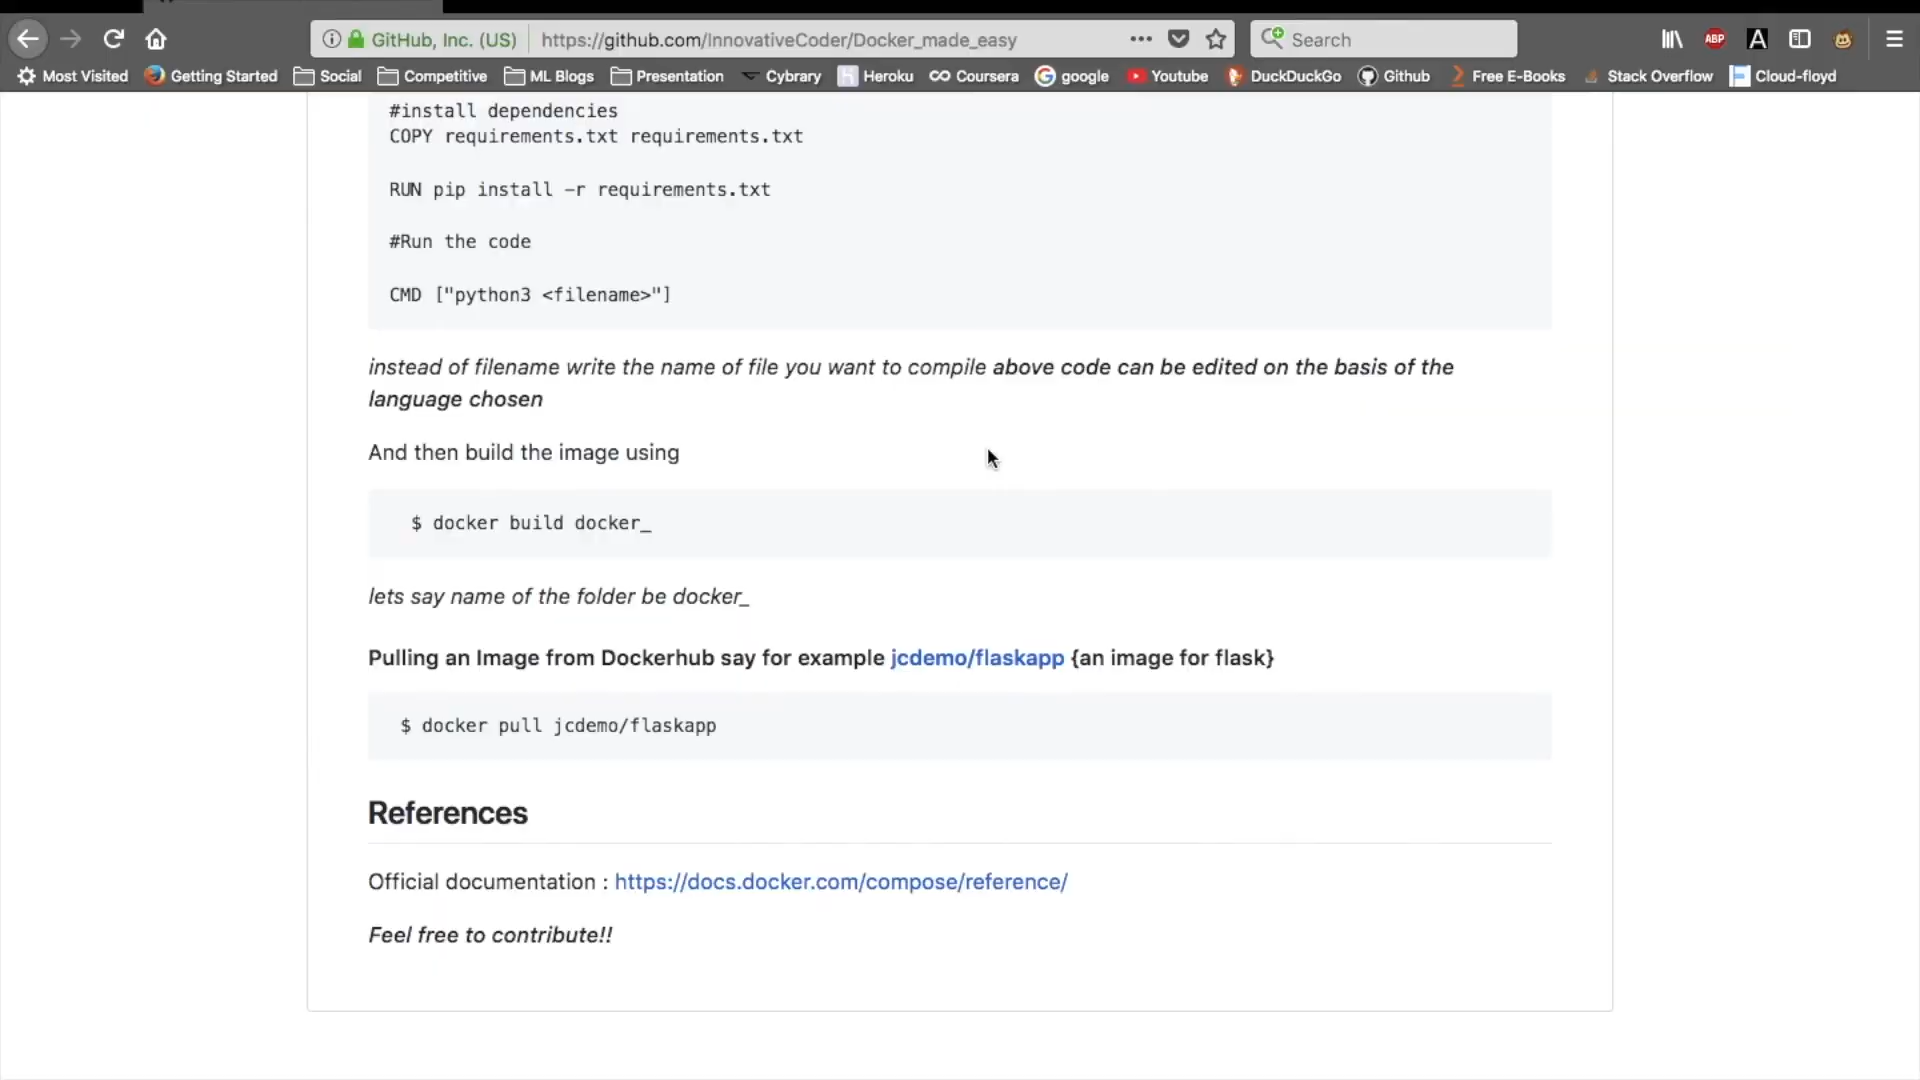 GitHub, Inc. (US)
https://github.com/InnovativeCoder/Docker_made_easy
Search
ABP
A
Most Visited
Getting Started
Social
Competitive
ML Blogs
Presentation
Cybrary
Heroku
Coursera
google
Youtube
DuckDuckGo
Github
Free E-Books
Stack Overflow
Cloud-floyd
#install dependencies
COPY requirements.txt requirements.txt
RUN pip install -r requirements.txt
#Run the code
CMD ["python3 <filename>"]
instead of filename write the name of file you want to compile above code can be edited on the basis of the
language chosen
And then build the image using
$ docker build docker_
lets say name of the folder be docker_
Pulling an Image from Dockerhub say for example jcdemo/flaskapp {an image for flask}
$ docker pull jcdemo/flaskapp
References
Official documentation : https://docs.docker.com/compose/reference/
Feel free to contribute!!